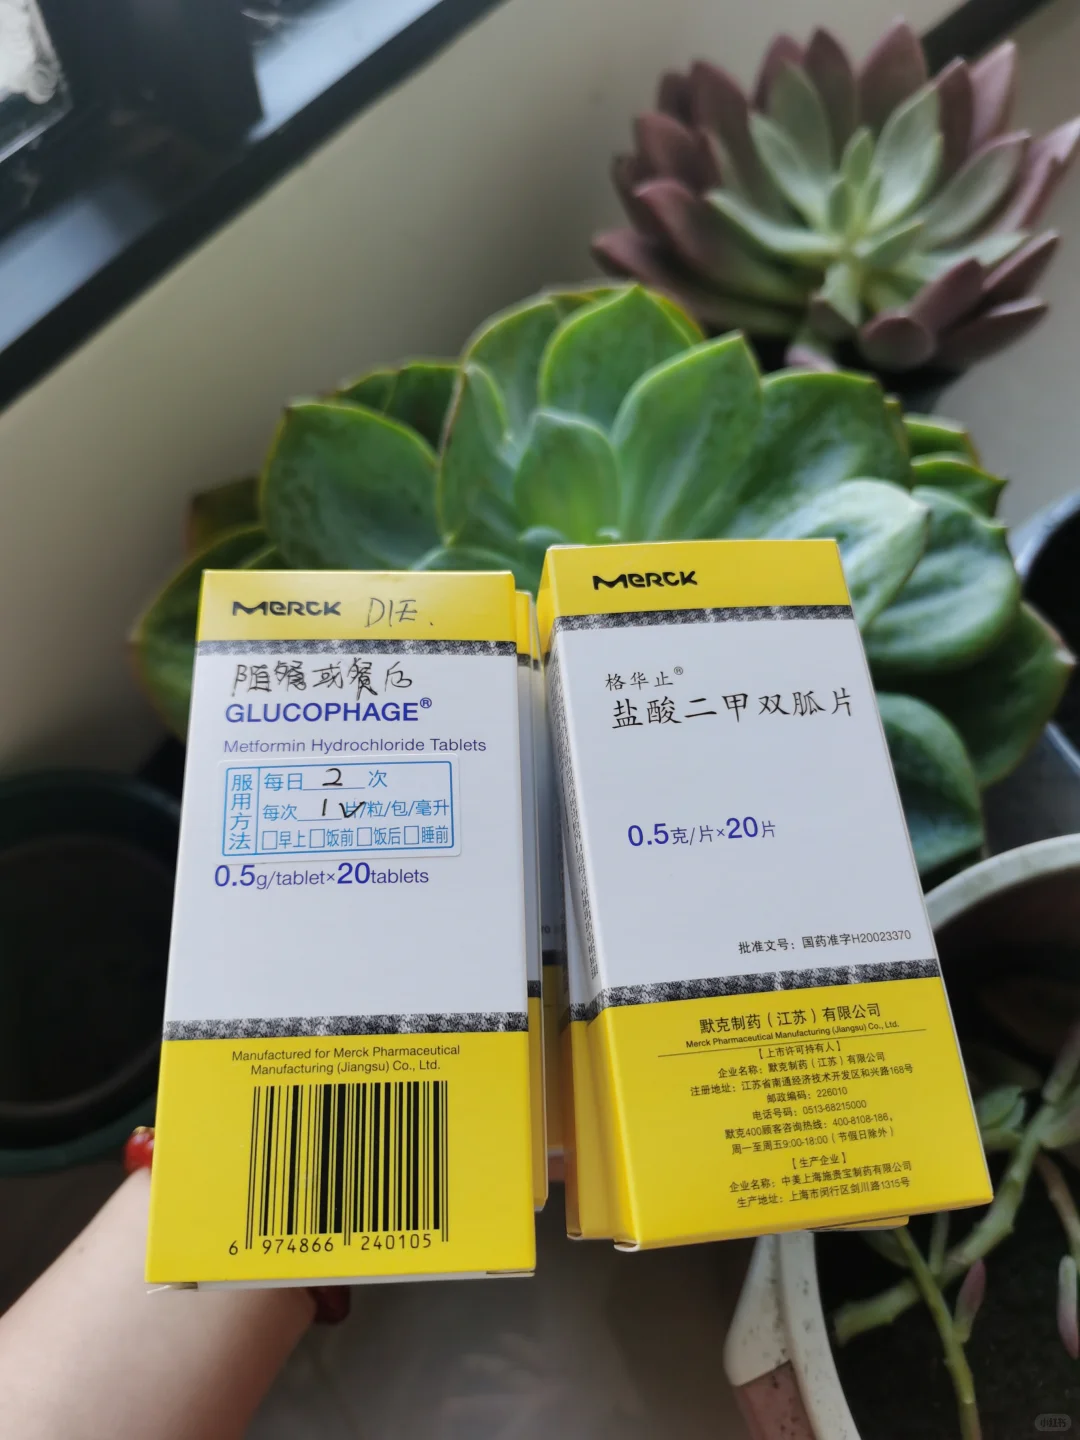 MERCK DIE.
随餐或餐后
GLUCOPHAGE®
Metformin Hydrochloride Tablets
服用方法
每日 2 次
每次 1 片/粒/包/毫升
□早上□饭前□饭后□睡前
0.5g/tablet×20tablets
Manufactured for Merck Pharmaceutical
Manufacturing (Jiangsu) Co., Ltd.
6 974866 240105
MERCK
格华止®
盐酸二甲双胍片
0.5克/片×20片
批准文号：国药准字H20023370
默克制药（江苏）有限公司
Merck Pharmaceutical Manufacturing (Jiangsu) Co., Ltd.
【上市许可持有人】
企业名称：默克制药（江苏）有限公司
注册地址：江苏省南通经济技术开发区和兴路168号
邮政编码：226010
电话号码：0513-68215000
默克400顾客咨询热线：400-8108-186，
周一至周五9:00-18:00（节假日除外）
【生产企业】
企业名称：中美上海施贵宝制药有限公司
生产地址：上海市闵行区剑川路1315号
小红书